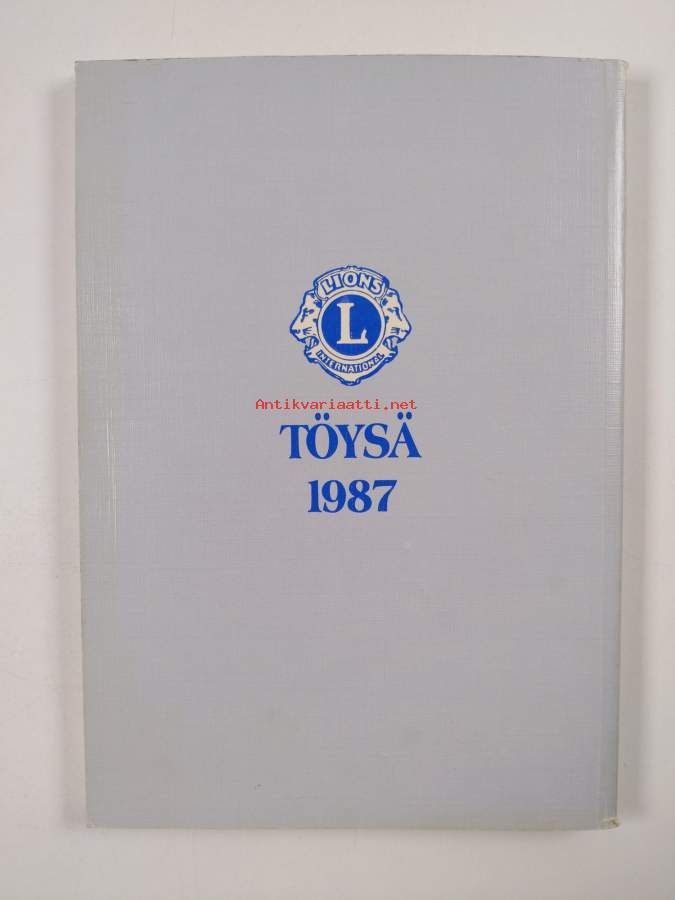 LIONS
L
INTERNATIONAL
Antikvariaatti.net
TÖYSÄ
1987